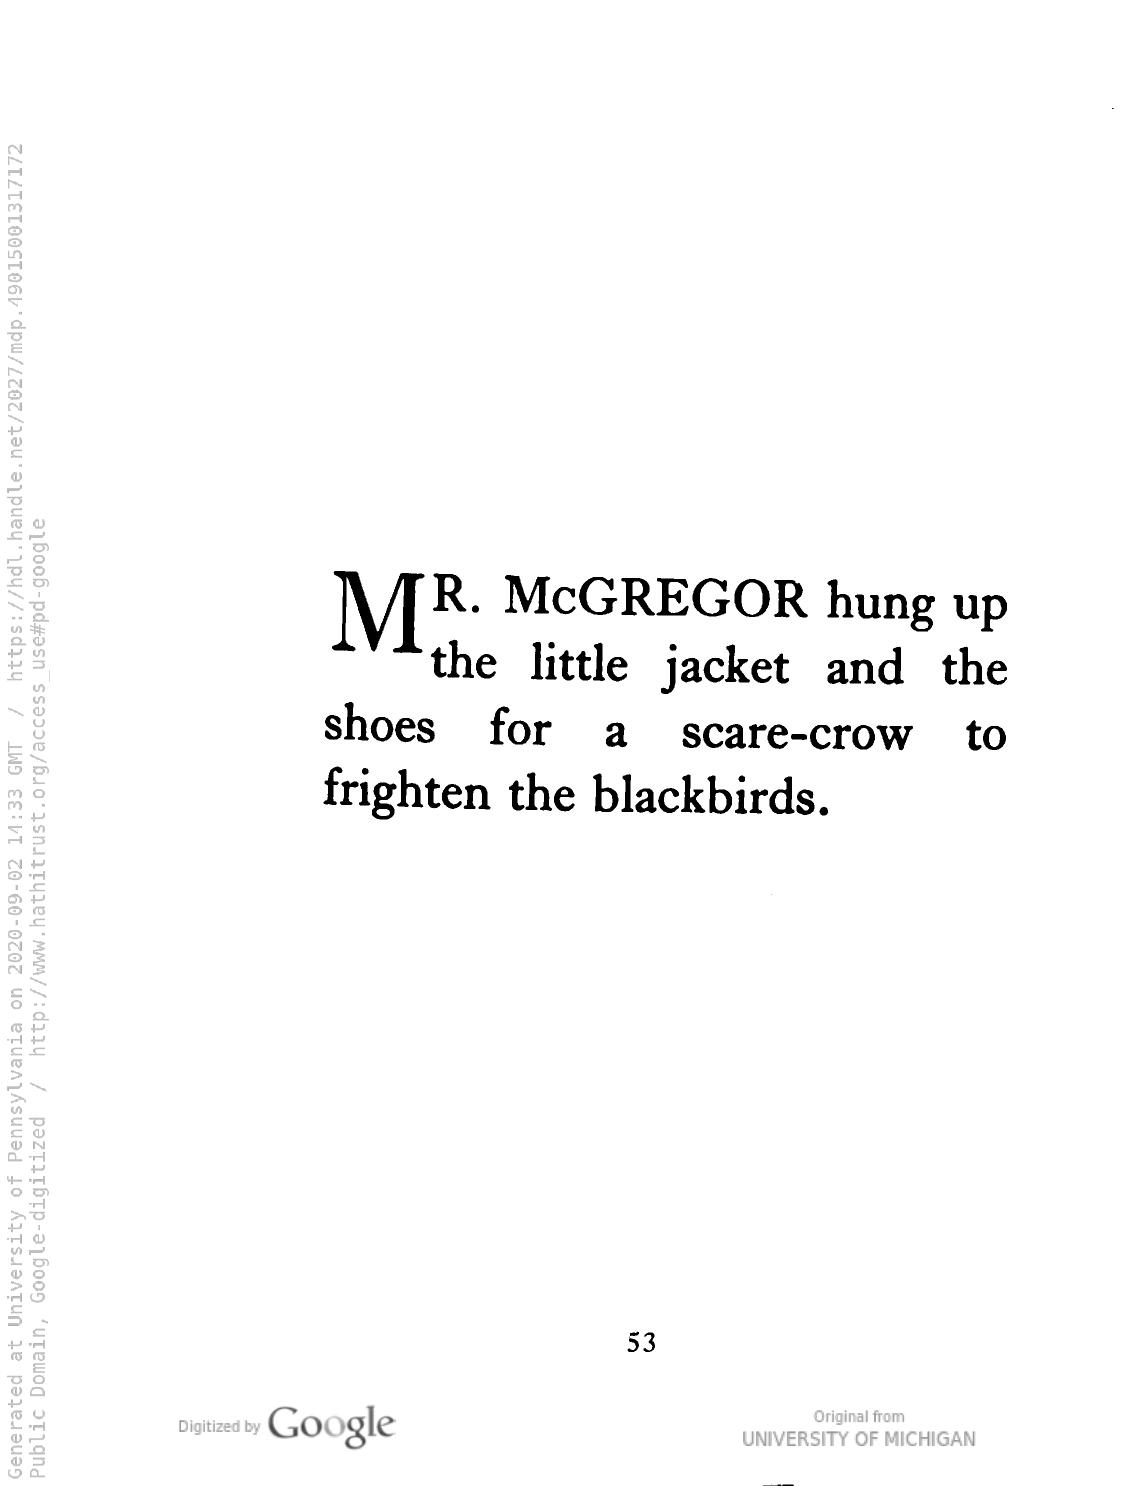 MR. McGREGOR hung up
the little jacket and the
shoes for a scare-crow to
frighten the blackbirds.
53
Digitized by Google
Original from
UNIVERSITY OF MICHIGAN
Generated at University of Pennsylvania on 2020-09-02 14:33 GMT / https://hdl.handle.net/2027/mdp.49015001317172
Public Domain, Google-digitized / http://www.hathitrust.org/access_use#pd-google